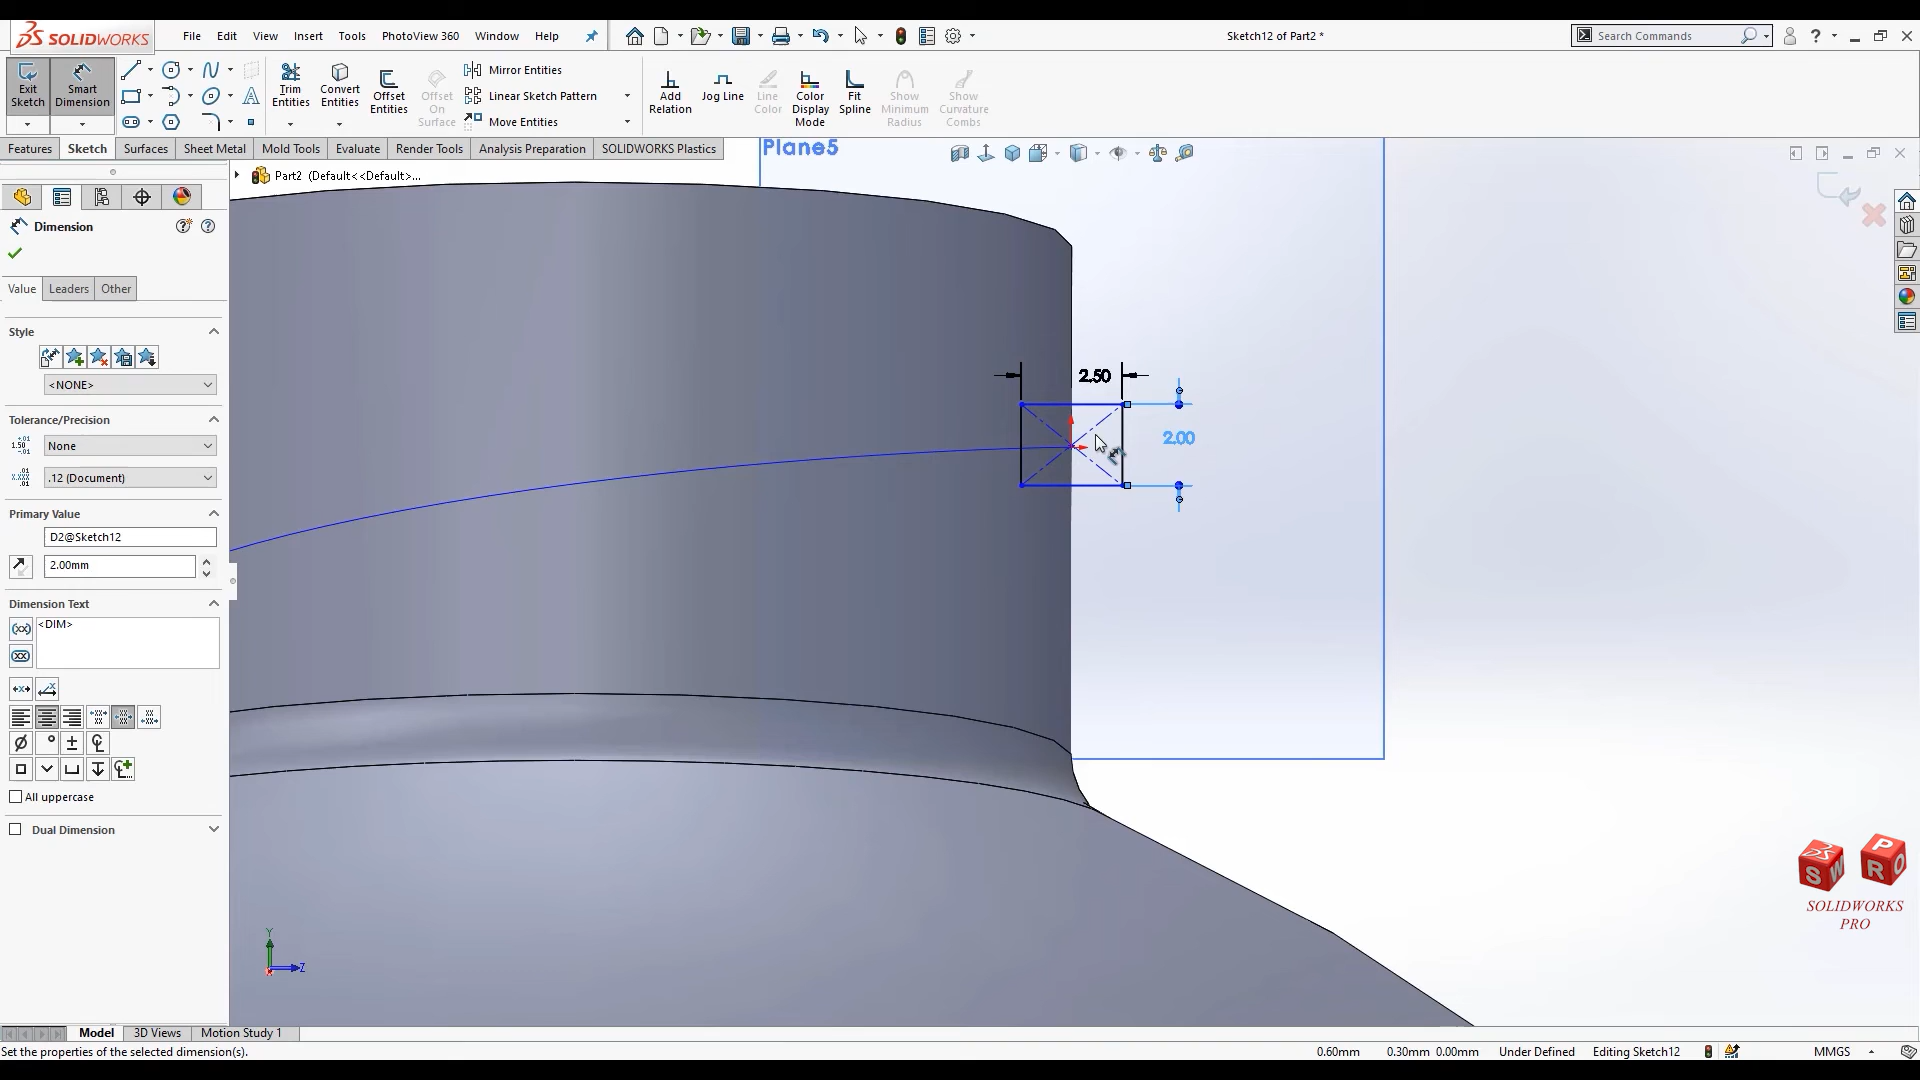 SOLIDWORKS
File Edit View Insert Tools PhotoView 360 Window Help
Sketch12 of Part2 *
Search Commands
Exit Sketch
Smart Dimension
Trim Entities
Convert Entities
Offset Entities
Offset On Surface
Mirror Entities
Linear Sketch Pattern
Move Entities
Add Relation
Jog Line
Line Color
Color Display Mode
Fit Spline
Show Minimum Radius
Show Curvature Combs
Features Sketch Surfaces Sheet Metal Mold Tools Evaluate Render Tools Analysis Preparation SOLIDWORKS Plastics
Plane5
Part2 (Default<<Default>...
Dimension
Value Leaders Other
Style
<NONE>
Tolerance/Precision
None
.12 (Document)
Primary Value
D2@Sketch12
2.00mm
Dimension Text
<DIM>
All uppercase
Dual Dimension
2.50
2.00
Y
Z
SW PRO
SOLIDWORKS
PRO
Model 3D Views Motion Study 1
Set the properties of the selected dimension(s).
0.60mm 0.30mm 0.00mm Under Defined Editing Sketch12 MMGS